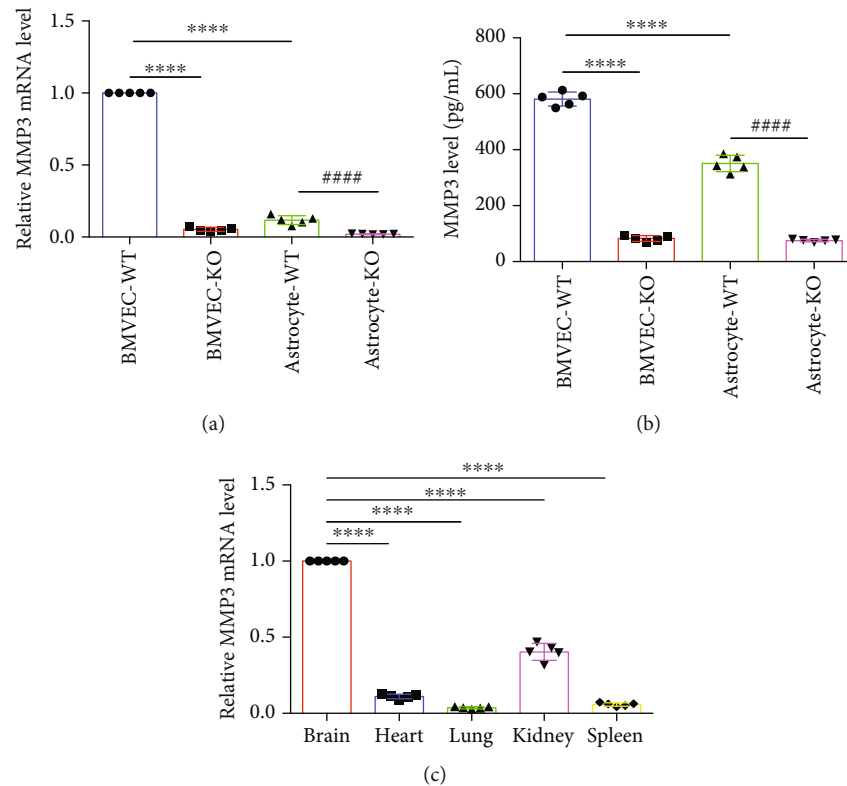 Relative MMP3 mRNA level
1.5
1.0
0.5
0.0
****
****
####
BMVEC-WT
BMVEC-KO
Astrocyte-WT
Astrocyte-KO
(a)
MMP3 level (pg/mL)
800
600
400
200
0
****
****
####
BMVEC-WT
BMVEC-KO
Astrocyte-WT
Astrocyte-KO
(b)
Relative MMP3 mRNA level
1.5
1.0
0.5
0.0
****
****
****
****
Brain Heart Lung Kidney Spleen
(c)